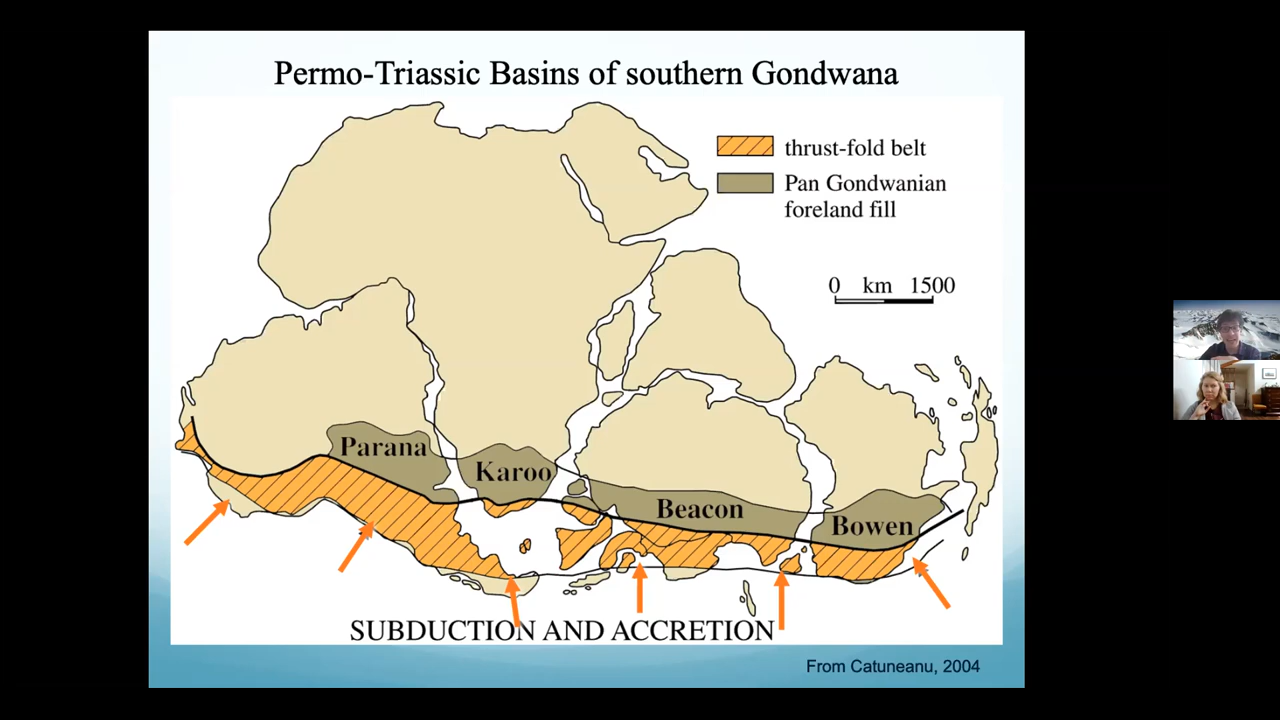 Permo-Triassic Basins of southern Gondwana
thrust-fold belt
Pan Gondwanian
foreland fill
0 km 1500
Parana
Karoo
Beacon
Bowen
SUBDUCTION AND ACCRETION
From Catuneanu, 2004